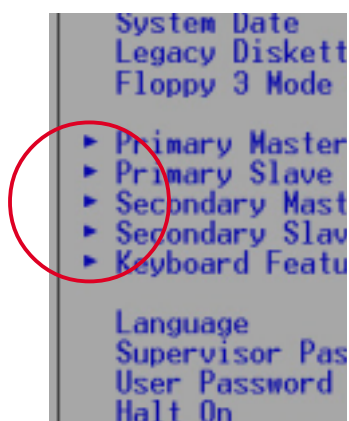 System Date
Legacy Diskett
Floppy 3 Mode
▶ Primary Master
▶ Primary Slave
▶ Secondary Mast
▶ Secondary Slav
▶ Keyboard Featu
Language
Supervisor Pas
User Password
Halt On